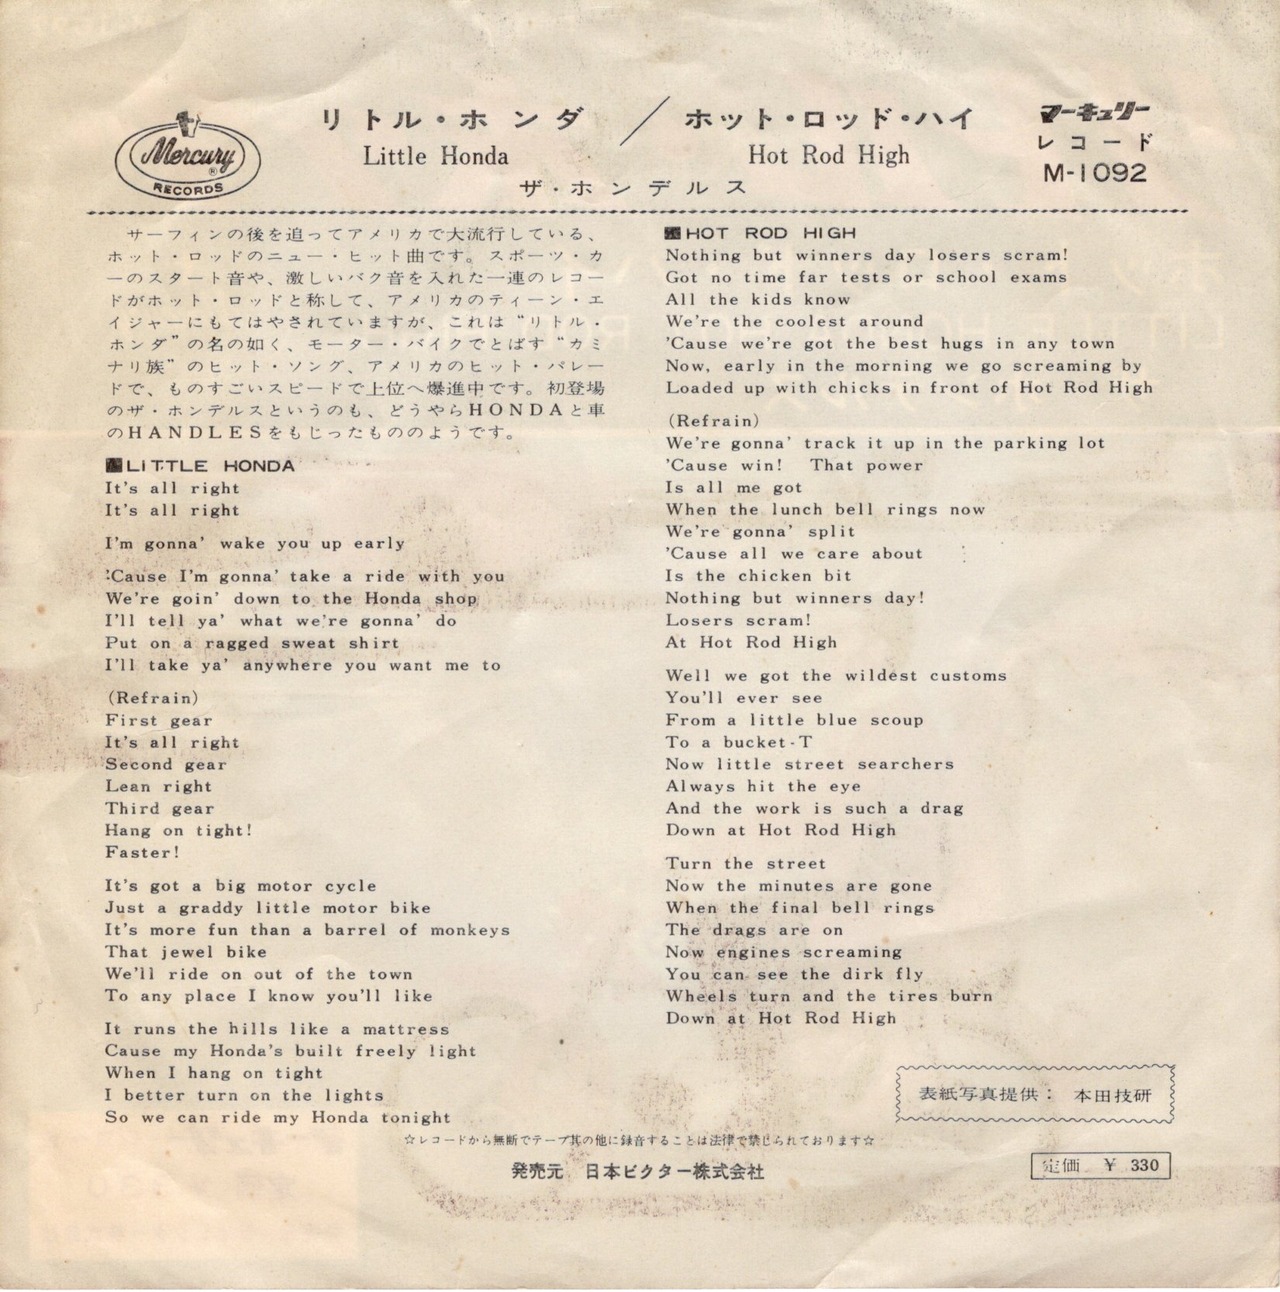 Mercury
®
RECORDS
リトル・ホンダ／ホット・ロッド・ハイ
Little Honda
Hot Rod High
ザ・ホンデルス
マーキュリー
レコード
M-1092
サーフィンの後を追ってアメリカで大流行している、
ホット・ロッドのニュー・ヒット曲です。スポーツ・カ
ーのスタート音や、激しいバク音を入れた一連のレコー
ドがホット・ロッドと称して、アメリカのティーン・エ
イジャーにもてはやされていますが、これは“リトル・
ホンダ”の名の如く、モーター・バイクでとばす“カミ
ナリ族”のヒット・ソング、アメリカのヒット・パレー
ドで、ものすごいスピードで上位へ爆進中です。初登場
のザ・ホンデルスというのも、どうやらHONDAと車
のHANDLESをもじったもののようです。
LITTLE HONDA
It's all right
It's all right
I'm gonna' wake you up early
'Cause I'm gonna' take a ride with you
We're goin' down to the Honda shop
I'll tell ya' what we're gonna' do
Put on a ragged sweat shirt
I'll take ya' anywhere you want me to
(Refrain)
First gear
It's all right
Second gear
Lean right
Third gear
Hang on tight!
Faster!
It's got a big motor cycle
Just a graddy little motor bike
It's more fun than a barrel of monkeys
That jewel bike
We'll ride on out of the town
To any place I know you'll like
It runs the hills like a mattress
Cause my Honda's built freely light
When I hang on tight
I better turn on the lights
So we can ride my Honda tonight
HOT ROD HIGH
Nothing but winners day losers scram!
Got no time far tests or school exams
All the kids know
We're the coolest around
'Cause we're got the best hugs in any town
Now, early in the morning we go screaming by
Loaded up with chicks in front of Hot Rod High
(Refrain)
We're gonna' track it up in the parking lot
'Cause win! That power
Is all me got
When the lunch bell rings now
We're gonna' split
'Cause all we care about
Is the chicken bit
Nothing but winners day!
Losers scram!
At Hot Rod High
Well we got the wildest customs
You'll ever see
From a little blue scoup
To a bucket-T
Now little street searchers
Always hit the eye
And the work is such a drag
Down at Hot Rod High
Turn the street
Now the minutes are gone
When the final bell rings
The drags are on
Now engines screaming
You can see the dirk fly
Wheels turn and the tires burn
Down at Hot Rod High
表紙写真提供： 本田技研
☆レコードから無断でテープ其の他に録音することは法律で禁じられております☆
発売元 日本ビクター株式会社
定価 ¥ 330